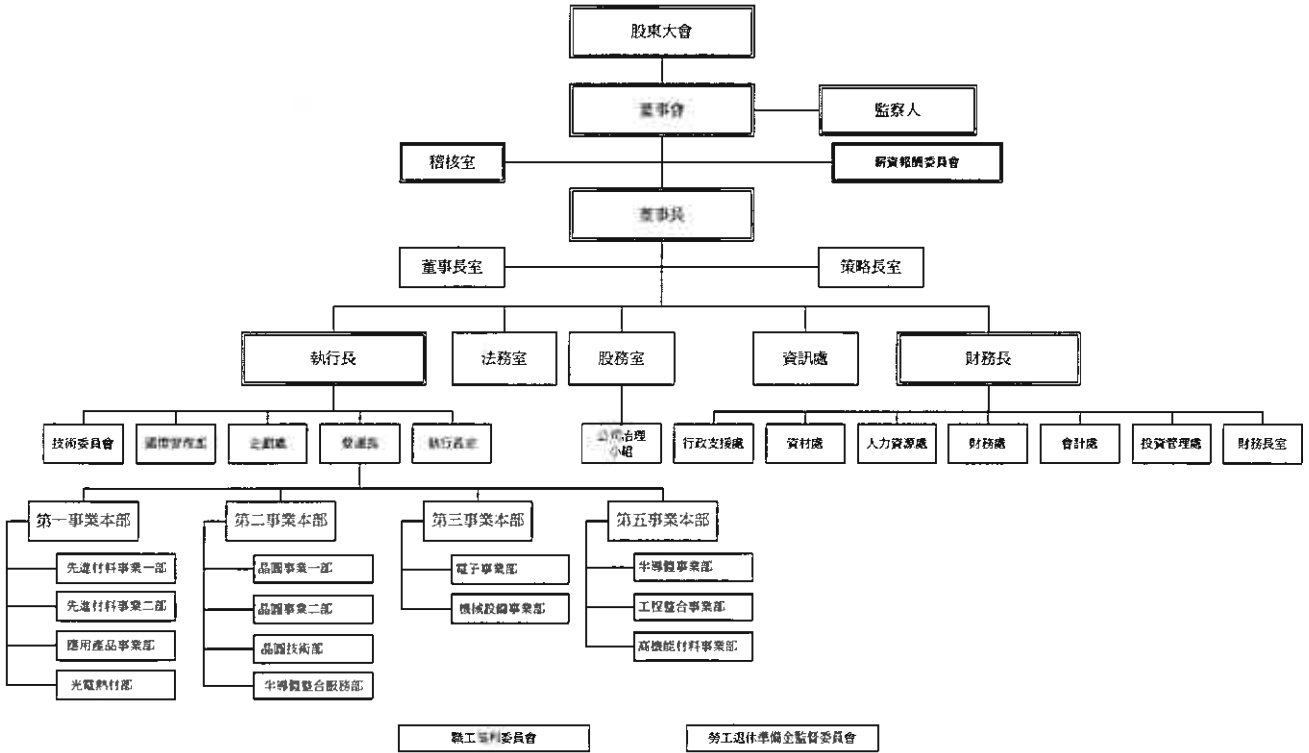 股東大會
董事會
監察人
稽核室
薪資報酬委員會
董事長
董事長室
策略長室
執行長
法務室
股務室
資訊處
財務長
技術委員會
企劃處
營運長
執行長室
公司治理
小組
行政支援處
資材處
人力資源處
財務處
會計處
投資管理處
財務長室
第一事業本部
第二事業本部
第三事業本部
第五事業本部
先進材料事業一部
晶圓事業一部
電子事業部
半導體事業部
先進材料事業二部
晶圓事業二部
機械設備事業部
工程整合事業部
應用產品事業部
晶圓技術部
高機能材料事業部
光電熱材部
半導體整合服務部
職工福利委員會
勞工退休準備金監督委員會